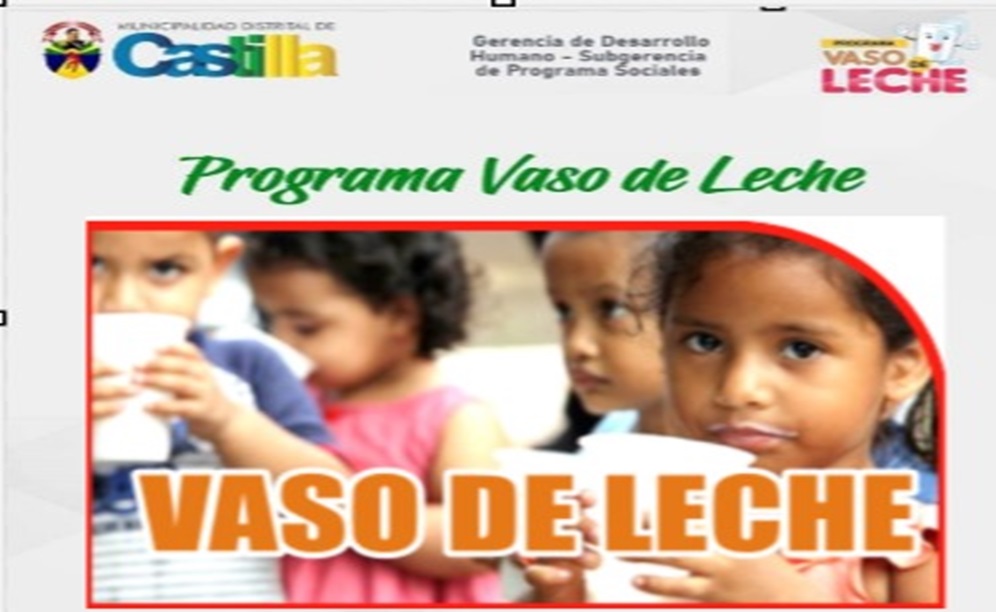 MUNICIPALIDAD DISTRITAL DE
Castilla
Gerencia de Desarrollo
Humano - Subgerencia
de Programa Sociales
PROGRAMA
VASO DE
LECHE
Programa Vaso de Leche
VASO DE LECHE